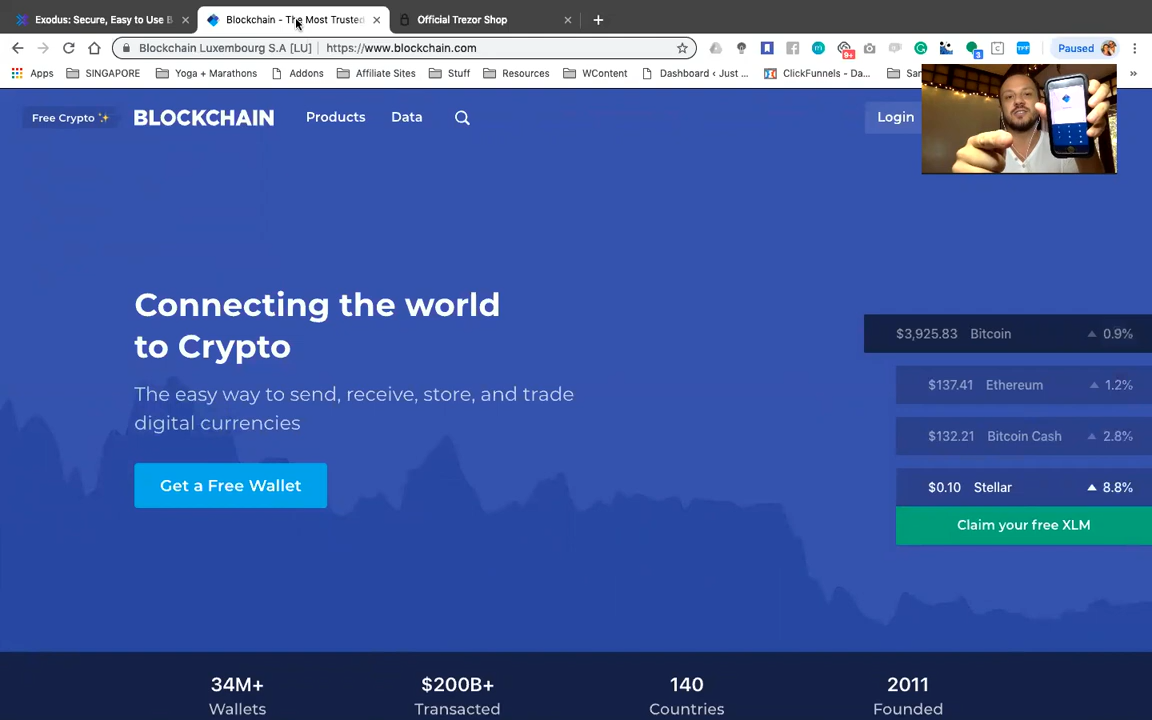 Exodus: Secure, Easy to Use B
Blockchain - The Most Trusted
Official Trezor Shop
Blockchain Luxembourg S.A [LU]
https://www.blockchain.com
Paused
Apps
SINGAPORE
Yoga + Marathons
Addons
Affiliate Sites
Stuff
Resources
WContent
Dashboard ‹ Just ...
ClickFunnels - Da...
Free Crypto
BLOCKCHAIN
Products
Data
Login
Connecting the world
to Crypto
The easy way to send, receive, store, and trade
digital currencies
Get a Free Wallet
$3,925.83 Bitcoin ▲ 0.9%
$137.41 Ethereum ▲ 1.2%
$132.21 Bitcoin Cash ▲ 2.8%
$0.10 Stellar ▲ 8.8%
Claim your free XLM
34M+
Wallets
$200B+
Transacted
140
Countries
2011
Founded